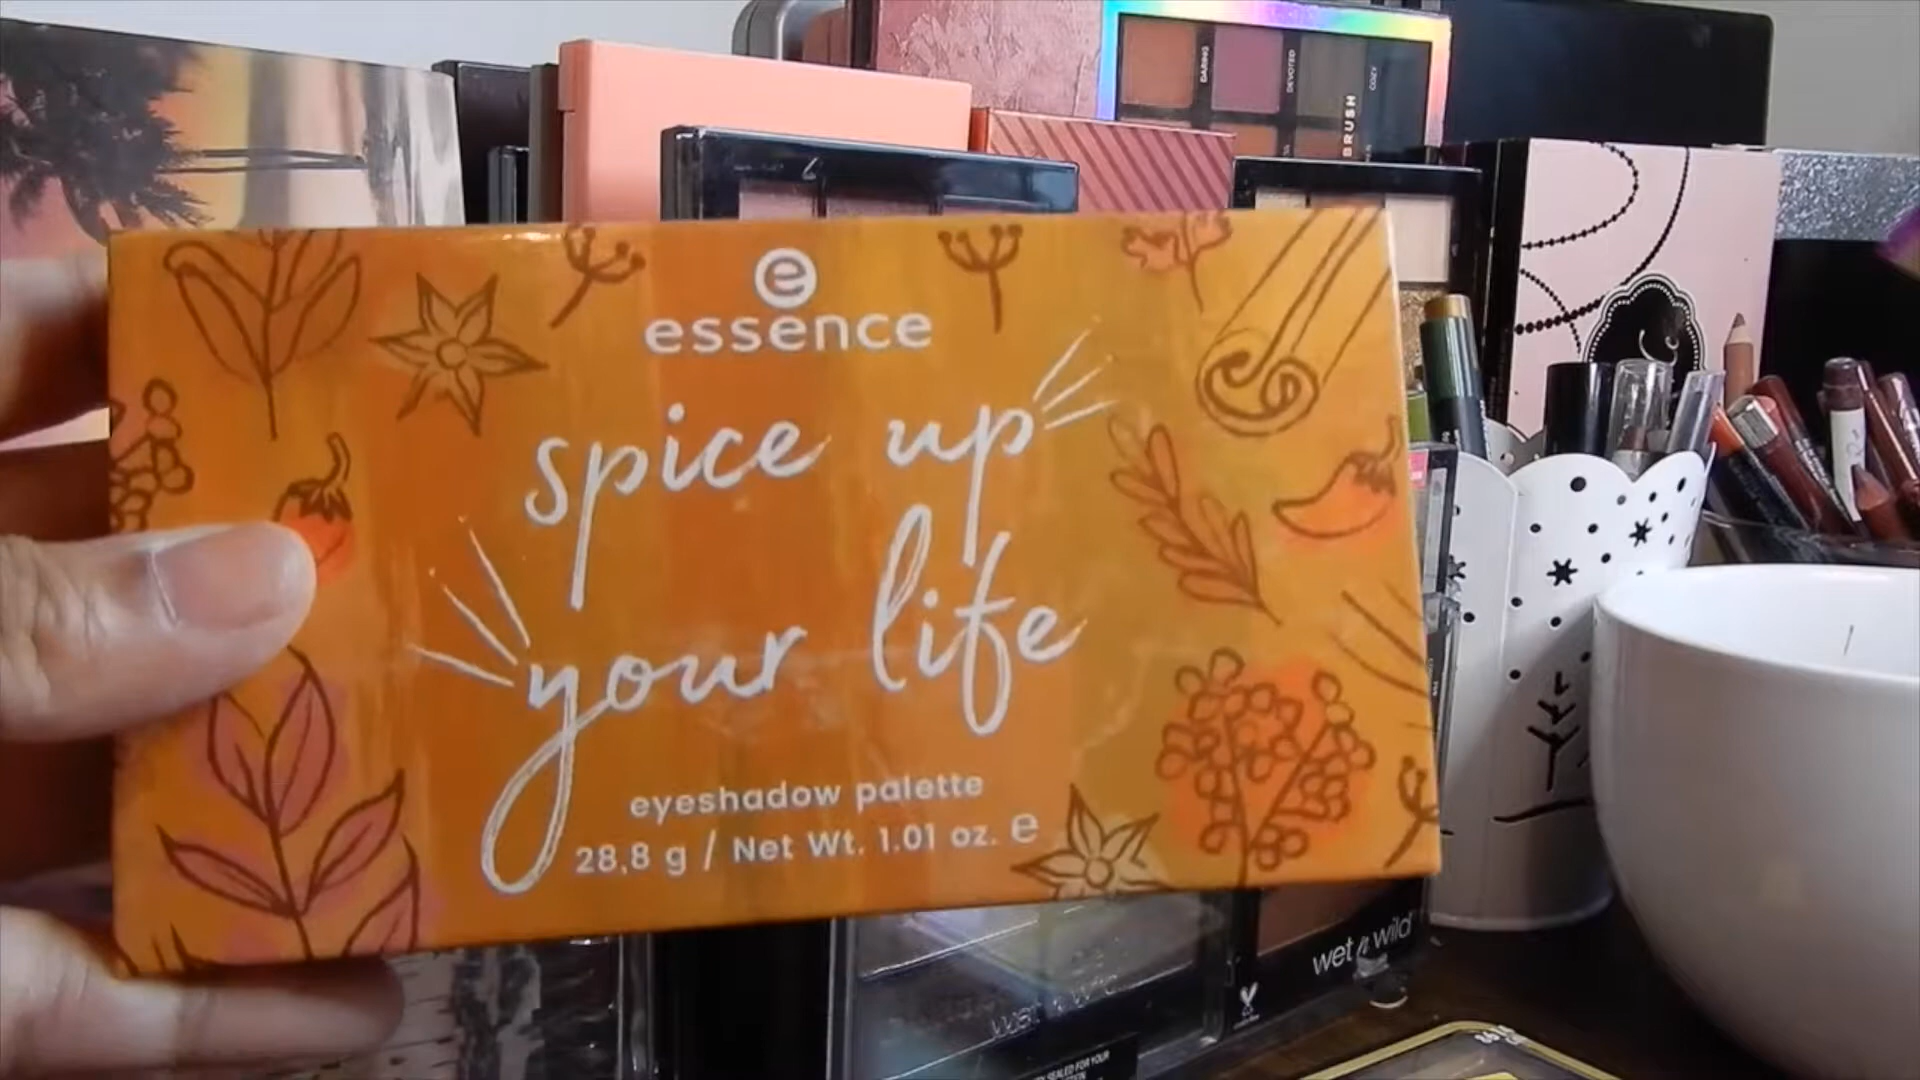 DARING
DEVOTED
COZY
BRUSH
e
essence
spice up
your life
eyeshadow palette
28,8 g / Net Wt. 1.01 oz. e
wet n wild
wet n wild